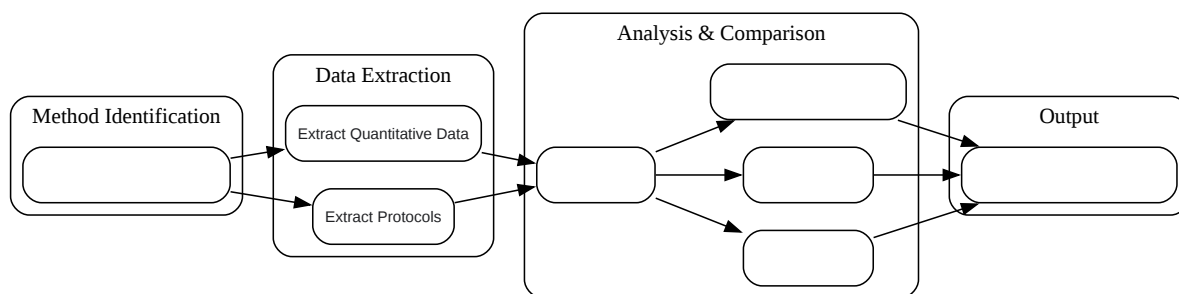 Analysis & Comparison
Data Extraction
Method Identification
Extract Quantitative Data
Output
Extract Protocols